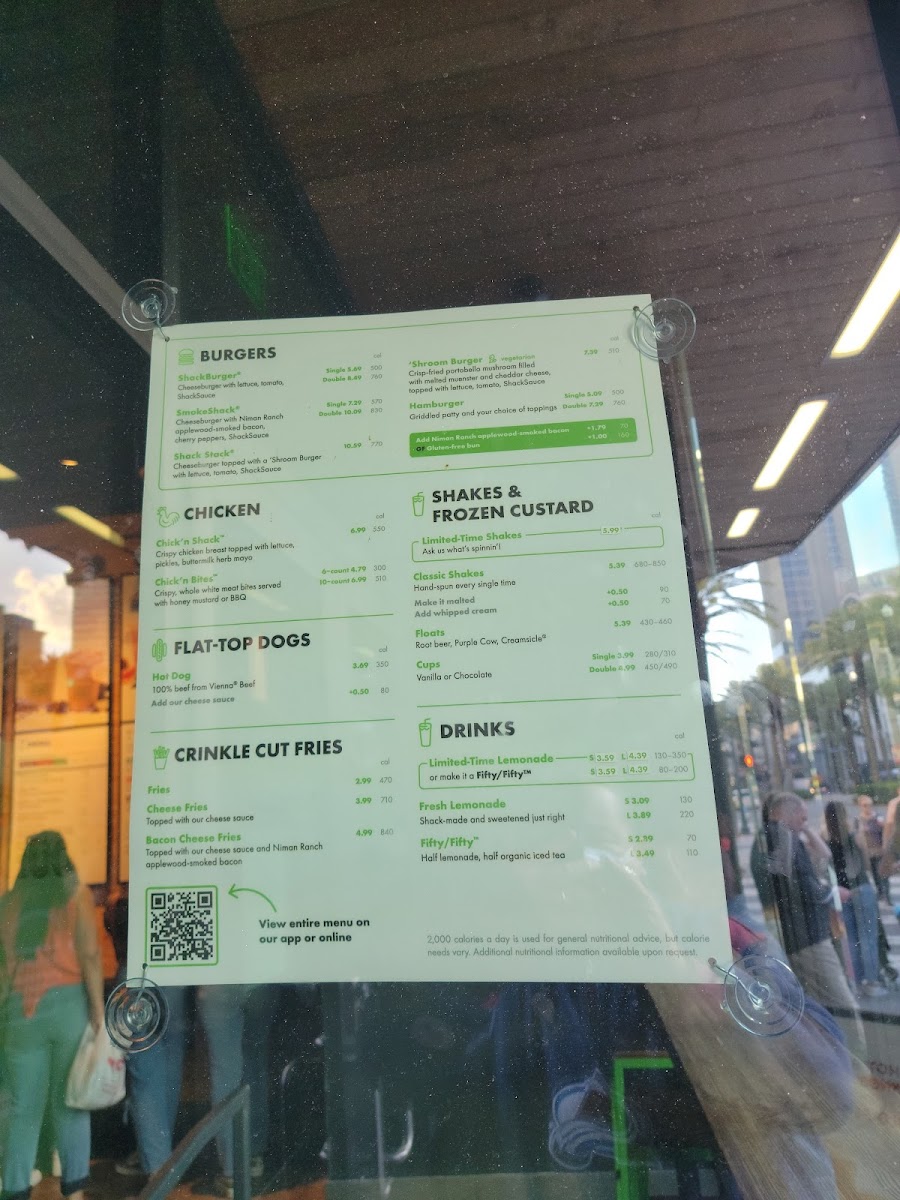 BURGERS
cal
ShackBurger® Single 5.69 500
Cheeseburger with lettuce, tomato, Double 8.49 760
ShackSauce
SmokeShack® Single 7.29 570
Cheeseburger with Niman Ranch Double 10.09 830
applewood-smoked bacon,
cherry peppers, ShackSauce
Shack Stack® 10.59 770
Cheeseburger topped with a 'Shroom Burger
with lettuce, tomato, ShackSauce
cal
'Shroom Burger vegetarian 7.39 510
Crisp-fried portobello mushroom filled
with melted muenster and cheddar cheese,
topped with lettuce, tomato, ShackSauce
Hamburger Single 5.09 500
Griddled patty and your choice of toppings Double 7.39 760
Add Niman Ranch applewood-smoked bacon +1.79 70
or Gluten-free bun +1.00 160
CHICKEN
cal
Chick'n Shack™ 6.99 550
Crispy chicken breast topped with lettuce,
pickles, buttermilk herb mayo
Chick'n Bites™ 6-count 4.79 300
Crispy, whole white meat bites served 10-count 6.99 510
with honey mustard or BBQ
FLAT-TOP DOGS
cal
Hot Dog 3.69 350
100% beef from Vienna® Beef
Add our cheese sauce +0.50 80
CRINKLE CUT FRIES
cal
Fries 2.99 470
Cheese Fries 3.99 710
Topped with our cheese sauce
Bacon Cheese Fries 4.99 840
Topped with our cheese sauce and Niman Ranch
applewood-smoked bacon
View entire menu on
our app or online
SHAKES &
FROZEN CUSTARD
cal
Limited-Time Shakes 5.99
Ask us what's spinnin'!
Classic Shakes 5.39 680-850
Hand-spun every single time
Make it malted +0.50 80
Add whipped cream +0.50 70
Floats 5.39 430-460
Root beer, Purple Cow, Creamsicle®
Cups Single 3.99 280/310
Vanilla or Chocolate Double 4.99 450/490
DRINKS
cal
Limited-Time Lemonade S 3.59 L 4.39 130-350
or make it a Fifty/Fifty™ S 3.59 L 4.39 80-200
Fresh Lemonade S 3.09 130
Shack-made and sweetened just right L 3.89 220
Fifty/Fifty™ S 2.89 70
Half lemonade, half organic iced tea L 3.49 110
2,000 calories a day is used for general nutritional advice, but calorie
needs vary. Additional nutritional information available upon request.